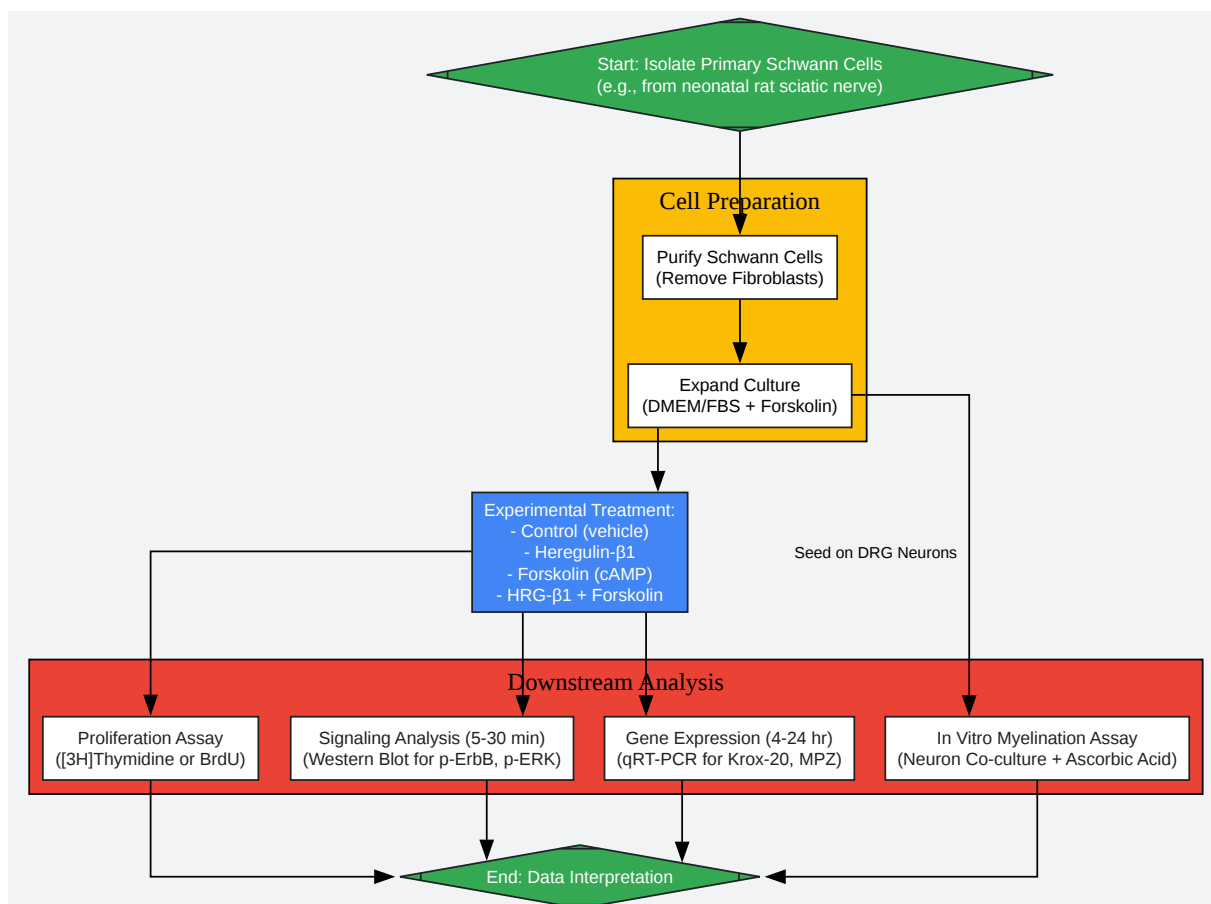 Start: Isolate Primary Schwann Cells
(e.g., from neonatal rat sciatic nerve)
Cell Preparation
Purify Schwann Cells
(Remove Fibroblasts)
Expand Culture
(DMEM/FBS + Forskolin)
Experimental Treatment:
- Control (vehicle)
- Heregulin-β1
- Forskolin (cAMP)
- HRG-β1 + Forskolin
Seed on DRG Neurons
Downstream Analysis
Proliferation Assay
([3H]Thymidine or BrdU)
Signaling Analysis (5-30 min)
(Western Blot for p-ErbB, p-ERK)
Gene Expression (4-24 hr)
(qRT-PCR for Krox-20, MPZ)
In Vitro Myelination Assay
(Neuron Co-culture + Ascorbic Acid)
End: Data Interpretation